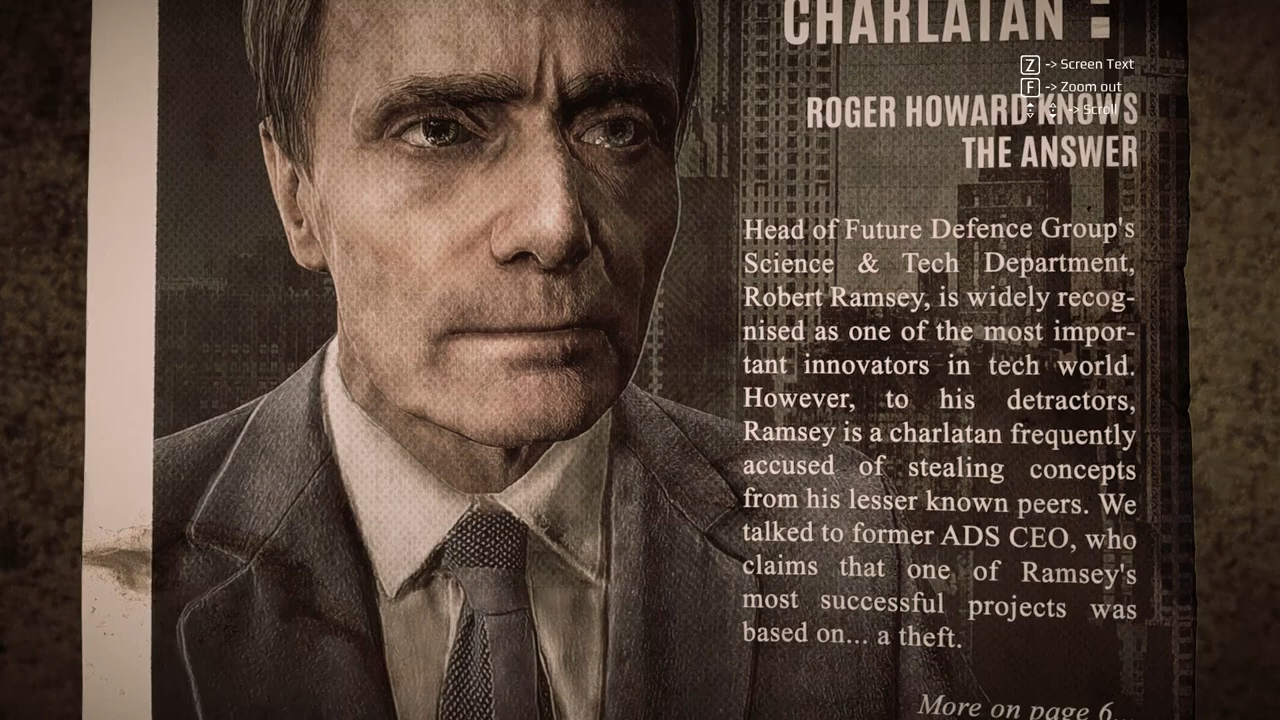 CHARLATAN :
Z -> Screen Text
F -> Zoom out
-> Scroll
ROGER HOWARD KNOWS
THE ANSWER
Head of Future Defence Group's
Science & Tech Department,
Robert Ramsey, is widely recog-
nised as one of the most impor-
tant innovators in tech world.
However, to his detractors,
Ramsey is a charlatan frequently
accused of stealing concepts
from his lesser known peers. We
talked to former ADS CEO, who
claims that one of Ramsey's
most successful projects was
based on... a theft.
More on page 6